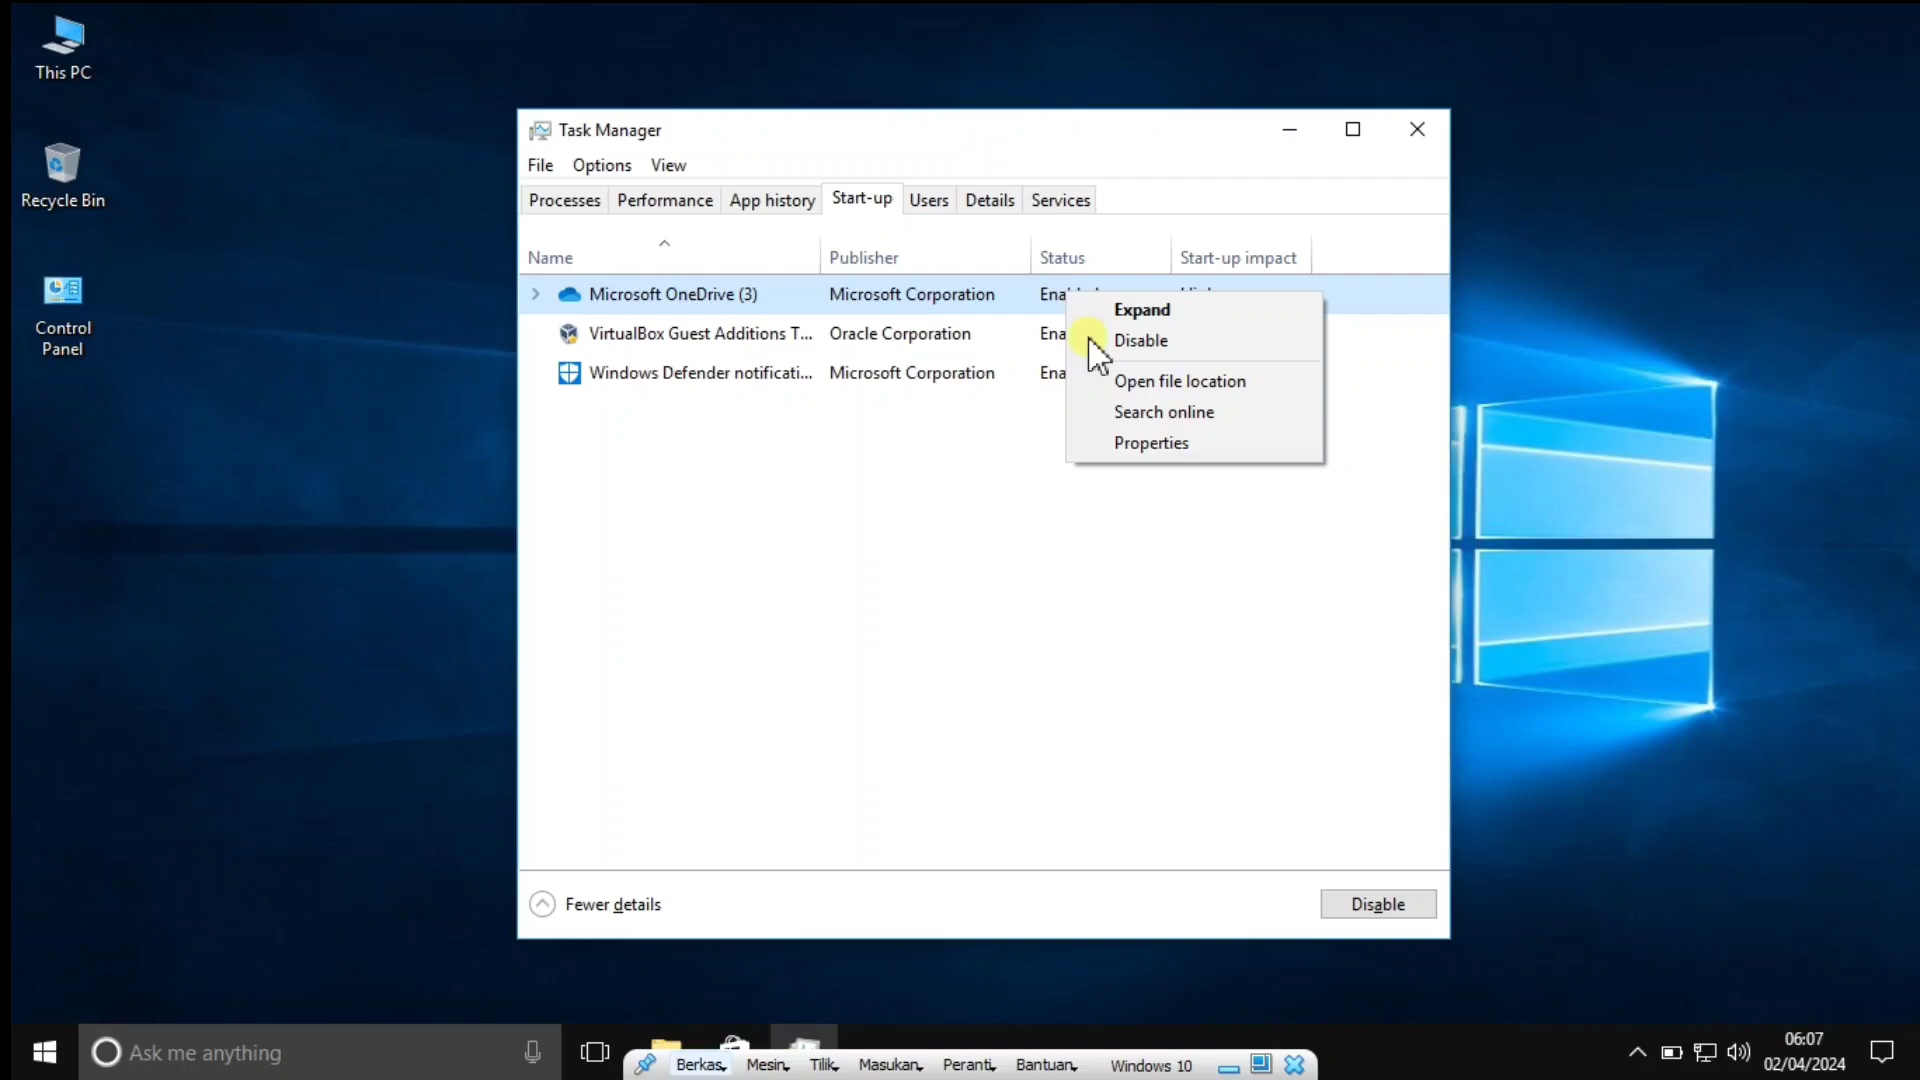 This PC
Recycle Bin
Control
Panel
Task Manager
File Options View
Processes Performance App history Start-up Users Details Services
Name Publisher Status Start-up impact
Microsoft OneDrive (3) Microsoft Corporation
VirtualBox Guest Additions T... Oracle Corporation
Windows Defender notificati... Microsoft Corporation
Expand
Disable
Open file location
Search online
Properties
Fewer details
Disable
Ask me anything
Berkas Mesin Tilik Masukan Peranti Bantuan Windows 10
06:07
02/04/2024